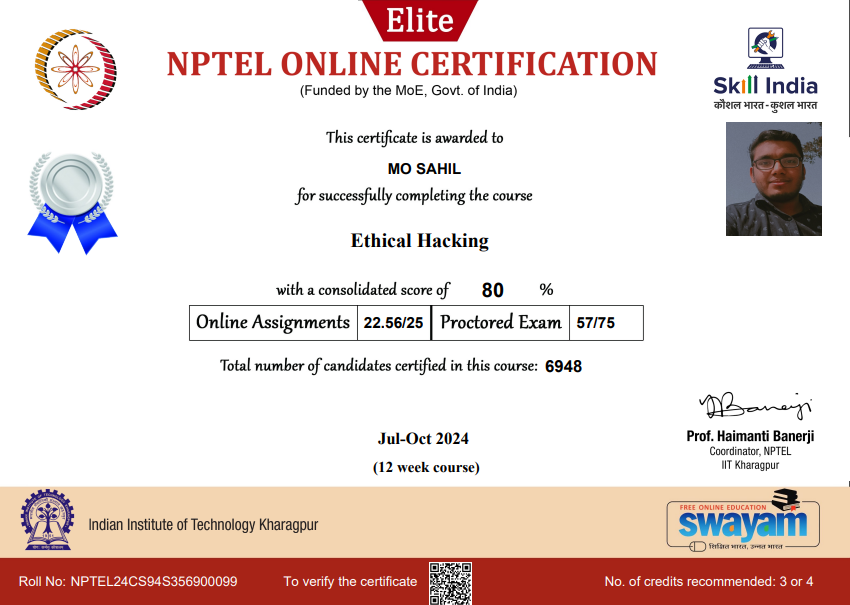 Elite
NPTEL ONLINE CERTIFICATION
(Funded by the MoE, Govt. of India)
Skill India
कौशल भारत - कुशल भारत
This certificate is awarded to
MO SAHIL
for successfully completing the course
Ethical Hacking
with a consolidated score of 80 %
Online Assignments 22.56/25 Proctored Exam 57/75
Total number of candidates certified in this course: 6948
Jul-Oct 2024
(12 week course)
Prof. Haimanti Banerji
Coordinator, NPTEL
IIT Kharagpur
Indian Institute of Technology Kharagpur
FREE ONLINE EDUCATION
swayam
शिक्षित भारत, उन्नत भारत
Roll No: NPTEL24CS94S356900099 To verify the certificate No. of credits recommended: 3 or 4